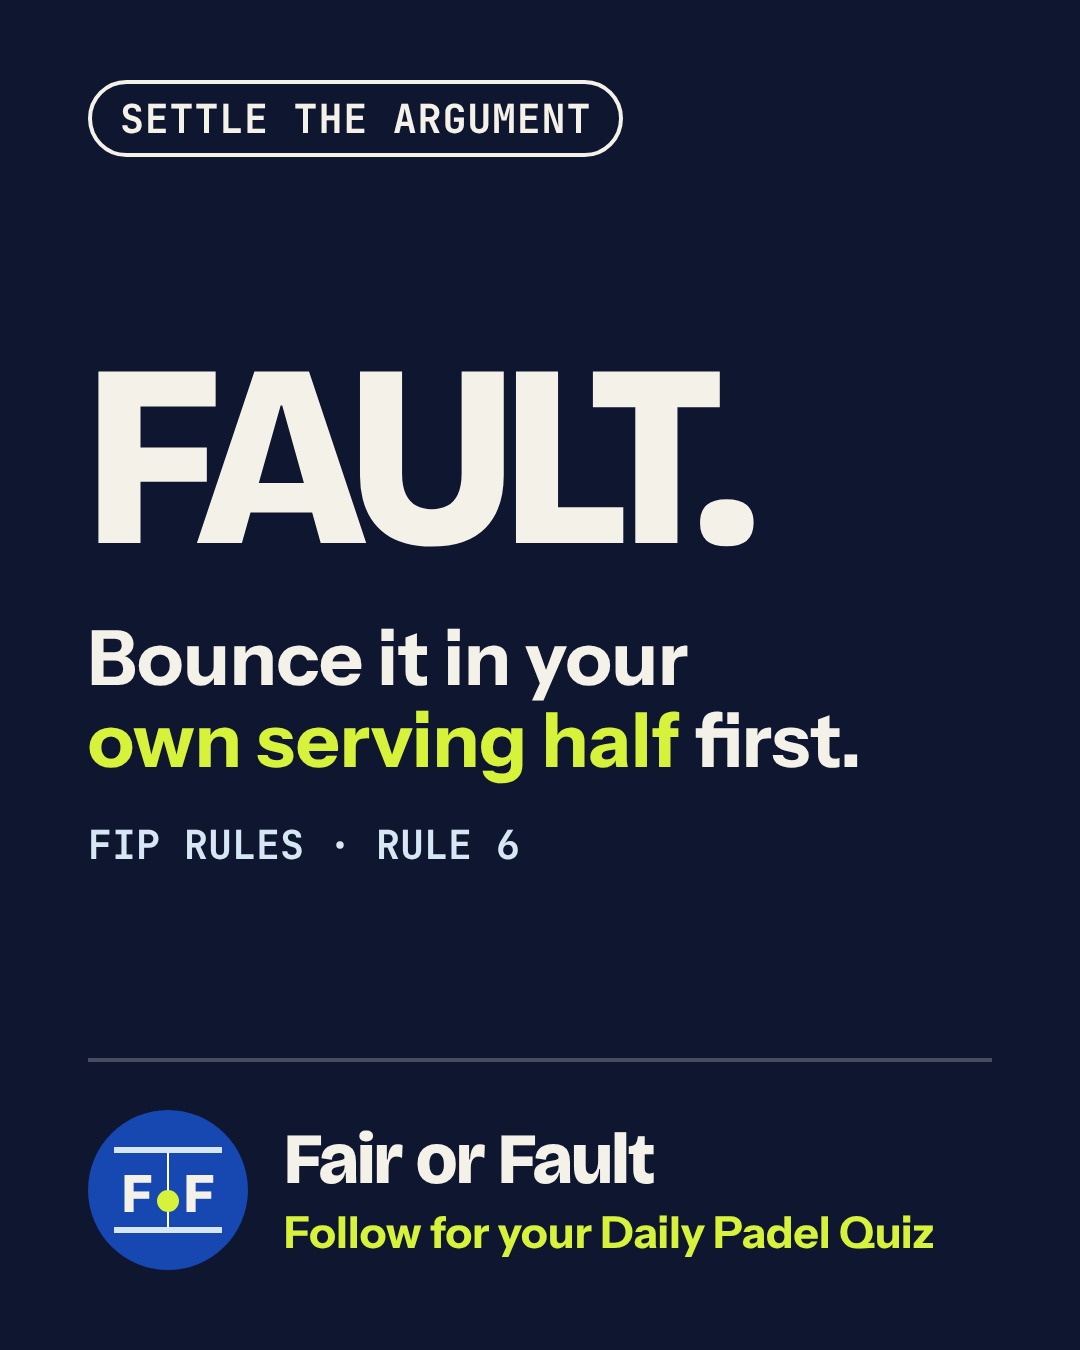 SETTLE THE ARGUMENT
FAULT.
Bounce it in your
own serving half first.
FIP RULES · RULE 6
F F
Fair or Fault
Follow for your Daily Padel Quiz